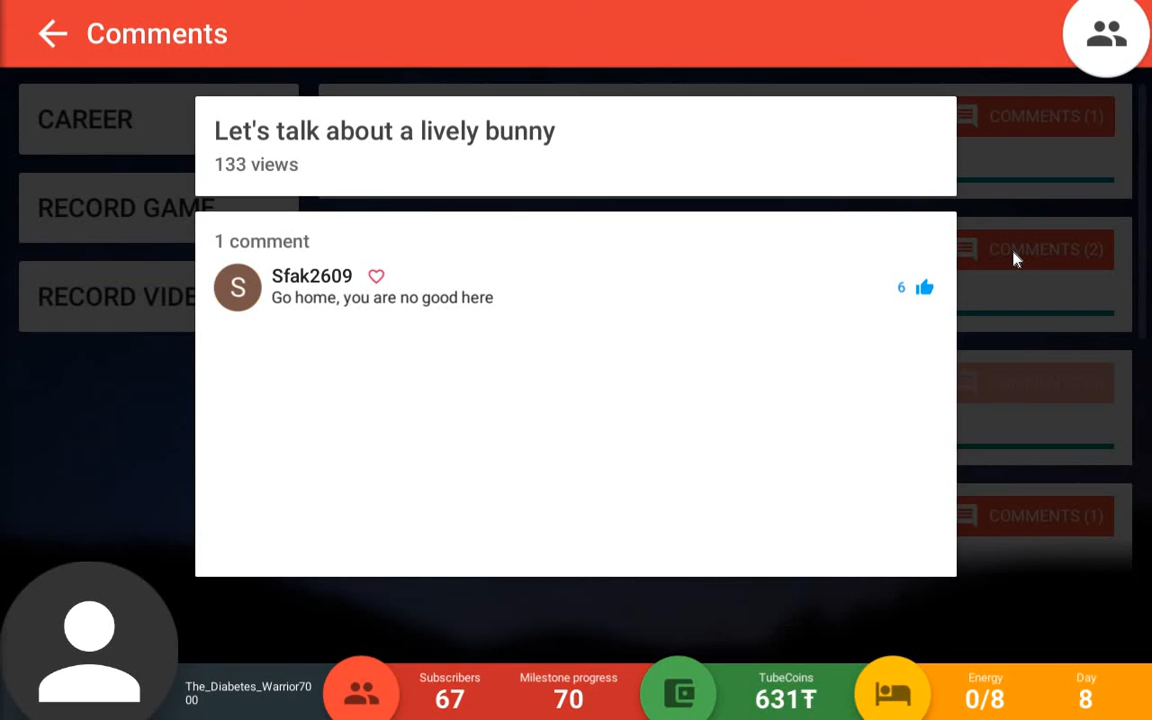 Comments
CAREER
COMMENTS (1)
Let's talk about a lively bunny
133 views
RECORD GAME
1 comment
COMMENTS (2)
S
Sfak2609
Go home, you are no good here
6
RECORD VIDE
COMMENTS (1)
The_Diabetes_Warrior70
00
Subscribers
67
Milestone progress
70
TubeCoins
631₸
Energy
0/8
Day
8